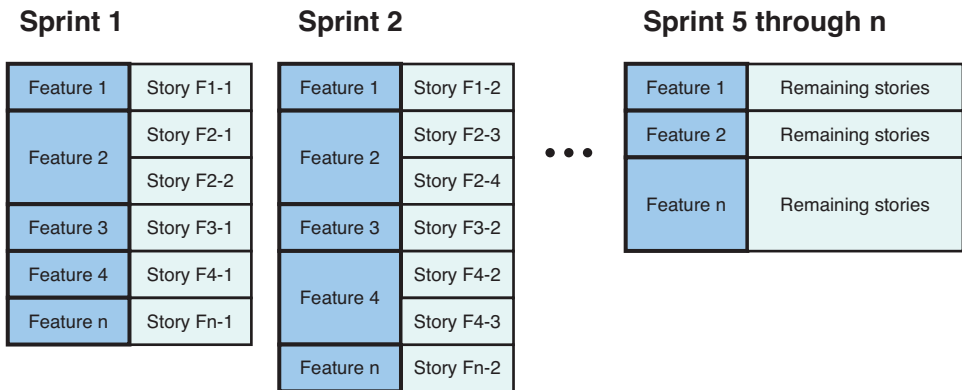 Sprint 1
Feature 1
Story F1-1
Feature 2
Story F2-1
Story F2-2
Feature 3
Story F3-1
Feature 4
Story F4-1
Feature n
Story Fn-1
Sprint 2
Feature 1
Story F1-2
Feature 2
Story F2-3
Story F2-4
Feature 3
Story F3-2
Feature 4
Story F4-2
Story F4-3
Feature n
Story Fn-2
•••
Sprint 5 through n
Feature 1
Remaining stories
Feature 2
Remaining stories
Feature n
Remaining stories